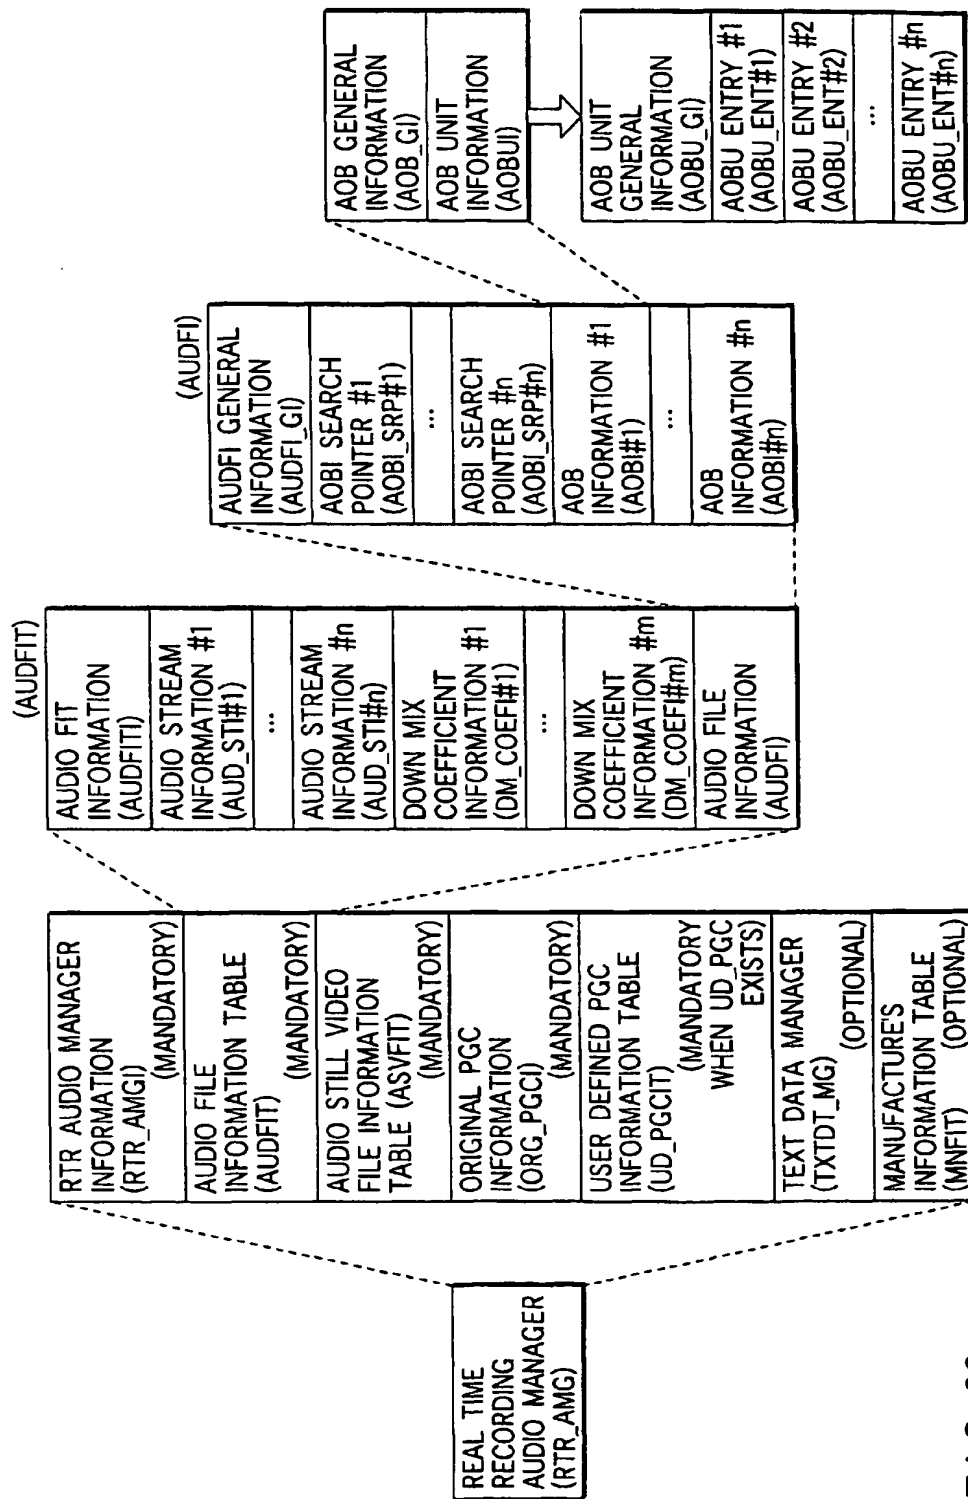 REAL TIME
RECORDING
AUDIO MANAGER
(RTR_AMG)
RTR AUDIO MANAGER
INFORMATION
(RTR_AMGI)
(MANDATORY)
AUDIO FILE
INFORMATION TABLE
(AUDFIT)
(MANDATORY)
AUDIO STILL VIDEO
FILE INFORMATION
TABLE (ASVFIT)
(MANDATORY)
ORIGINAL PGC
INFORMATION
(ORG_PGCI)
(MANDATORY)
USER DEFINED PGC
INFORMATION TABLE
(UD_PGCIT)
(MANDATORY
WHEN UD_PGC
EXISTS)
TEXT DATA MANAGER
(TXTDT_MG)
(OPTIONAL)
MANUFACTURE'S
INFORMATION TABLE
(MNFIT) (OPTIONAL)
(AUDFIT)
AUDIO FIT
INFORMATION
(AUDFITI)
AUDIO STREAM
INFORMATION #1
(AUD_STI#1)
...
AUDIO STREAM
INFORMATION #n
(AUD_STI#n)
DOWN MIX
COEFFICIENT
INFORMATION #1
(DM_COEFI#1)
...
DOWN MIX
COEFFICIENT
INFORMATION #m
(DM_COEFI#m)
AUDIO FILE
INFORMATION
(AUDFI)
(AUDFI)
AUDFI GENERAL
INFORMATION
(AUDFI_GI)
AOBI SEARCH
POINTER #1
(AOBI_SRP#1)
...
AOBI SEARCH
POINTER #n
(AOBI_SRP#n)
AOB
INFORMATION #1
(AOBI#1)
...
AOB
INFORMATION #n
(AOBI#n)
AOB GENERAL
INFORMATION
(AOB_GI)
AOB UNIT
INFORMATION
(AOBUI)
AOB UNIT
GENERAL
INFORMATION
(AOBU_GI)
AOBU ENTRY #1
(AOBU_ENT#1)
AOBU ENTRY #2
(AOBU_ENT#2)
...
AOBU ENTRY #n
(AOBU_ENT#n)